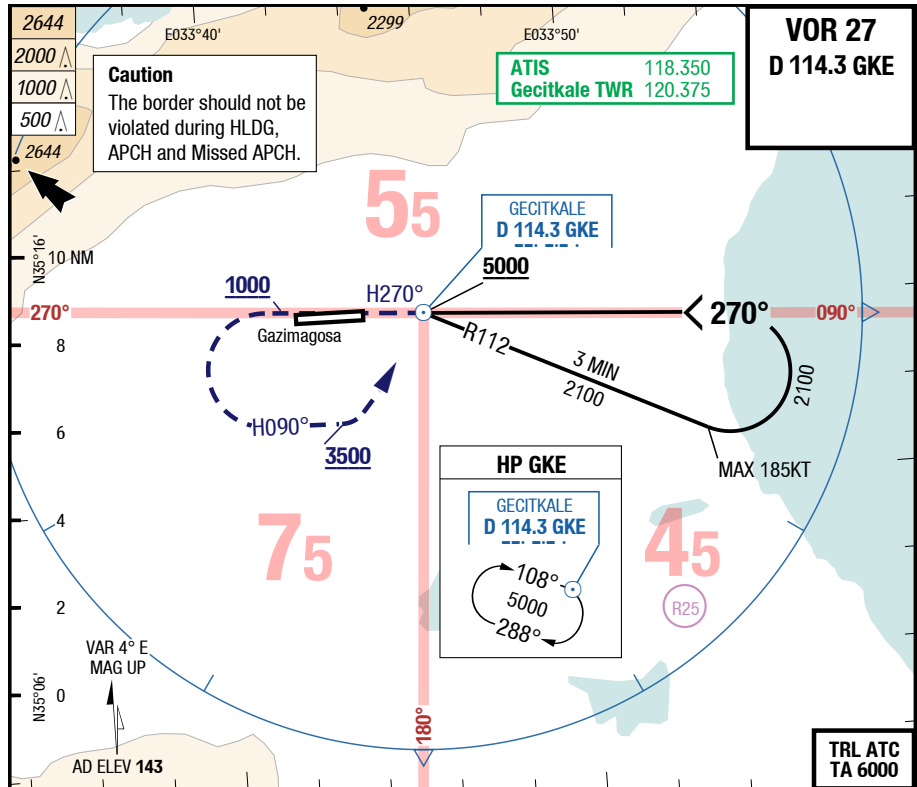 2644
2000
1000
500
2644
2299
E033°40'
E033°50'
Caution
The border should not be
violated during HLDG,
APCH and Missed APCH.
ATIS 118.350
Gecitkale TWR 120.375
VOR 27
D 114.3 GKE
55
GECITKALE
D 114.3 GKE
N35°16'
10 NM
1000
H270°
5000
270°
Gazimagosa
270°
090°
R112
3 MIN
2100
2100
8
H090°
3500
6
MAX 185KT
HP GKE
GECITKALE
D 114.3 GKE
4
75
45
108°
5000
288°
2
R25
VAR 4° E
MAG UP
N35°06'
0
180°
AD ELEV 143
TRL ATC
TA 6000